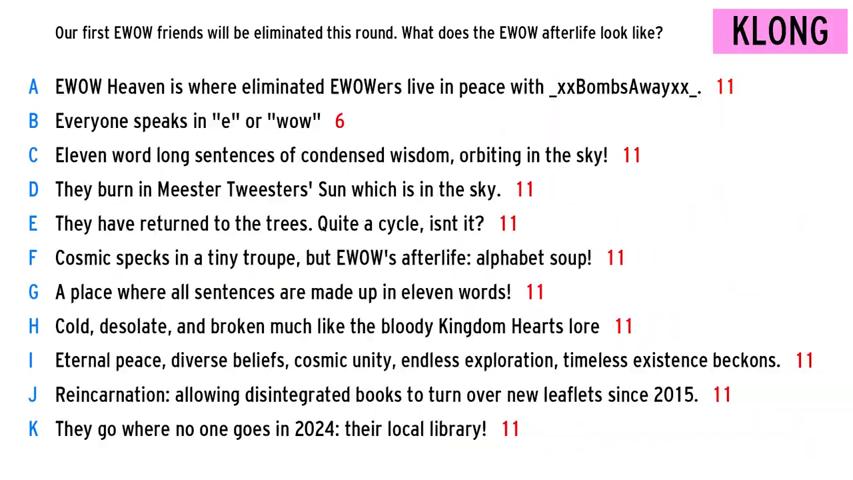 Our first EWOW friends will be eliminated this round. What does the EWOW afterlife look like?
KLONG
A EWOW Heaven is where eliminated EWOWers live in peace with _xxBombsAwayxx_. 11
B Everyone speaks in "e" or "wow" 6
C Eleven word long sentences of condensed wisdom, orbiting in the sky! 11
D They burn in Meester Tweesters' Sun which is in the sky. 11
E They have returned to the trees. Quite a cycle, isnt it? 11
F Cosmic specks in a tiny troupe, but EWOW's afterlife: alphabet soup! 11
G A place where all sentences are made up in eleven words! 11
H Cold, desolate, and broken much like the bloody Kingdom Hearts lore 11
I Eternal peace, diverse beliefs, cosmic unity, endless exploration, timeless existence beckons. 11
J Reincarnation: allowing disintegrated books to turn over new leaflets since 2015. 11
K They go where no one goes in 2024: their local library! 11